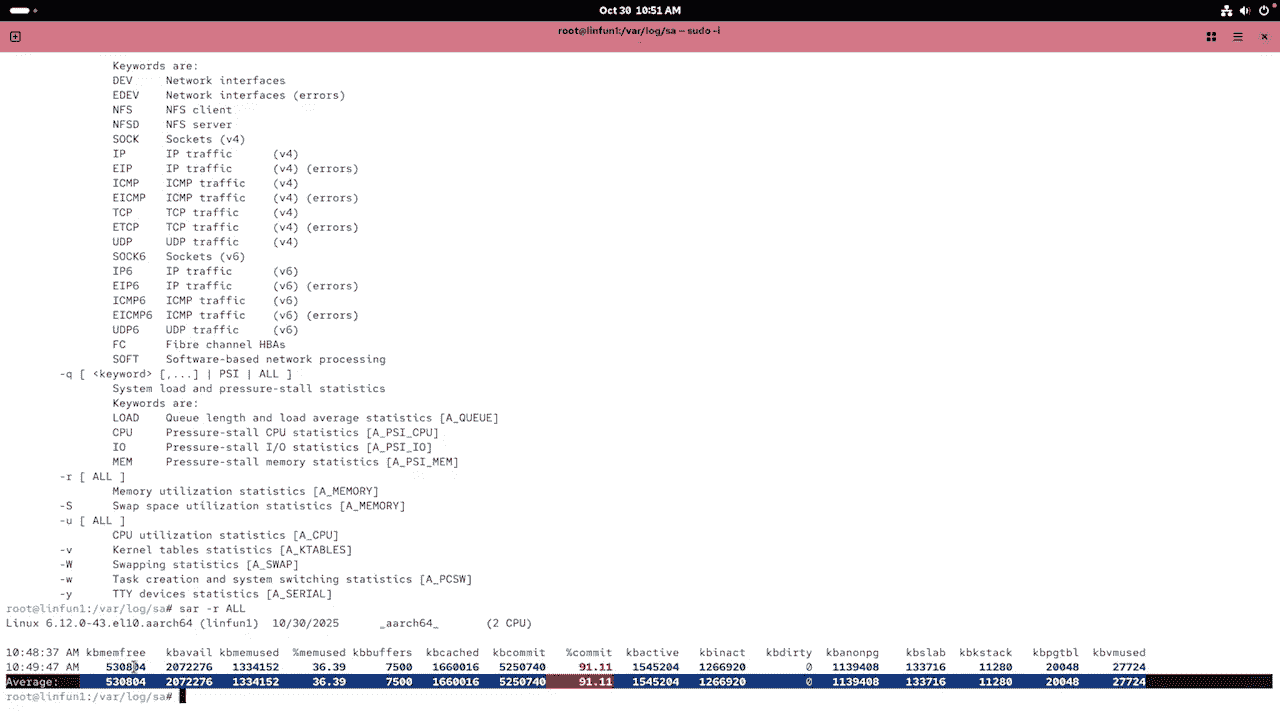 Oct 30 10:51 AM
root@linfun1:/var/log/sa – sudo -i
Keywords are:
DEV Network interfaces
EDEV Network interfaces (errors)
NFS NFS client
NFSD NFS server
SOCK Sockets (v4)
IP IP traffic (v4)
EIP IP traffic (v4) (errors)
ICMP ICMP traffic (v4)
EICMP ICMP traffic (v4) (errors)
TCP TCP traffic (v4)
ETCP TCP traffic (v4) (errors)
UDP UDP traffic (v4)
SOCK6 Sockets (v6)
IP6 IP traffic (v6)
EIP6 IP traffic (v6) (errors)
ICMP6 ICMP traffic (v6)
EICMP6 ICMP traffic (v6) (errors)
UDP6 UDP traffic (v6)
FC Fibre channel HBAs
SOFT Software-based network processing
-q [ <keyword> [,...] | PSI | ALL ]
System load and pressure-stall statistics
Keywords are:
LOAD Queue length and load average statistics [A_QUEUE]
CPU Pressure-stall CPU statistics [A_PSI_CPU]
IO Pressure-stall I/O statistics [A_PSI_IO]
MEM Pressure-stall memory statistics [A_PSI_MEM]
-r [ ALL ]
Memory utilization statistics [A_MEMORY]
-S Swap space utilization statistics [A_MEMORY]
-u [ ALL ]
CPU utilization statistics [A_CPU]
-v Kernel tables statistics [A_KTABLES]
-W Swapping statistics [A_SWAP]
-w Task creation and system switching statistics [A_PCSW]
-y TTY devices statistics [A_SERIAL]
root@linfun1:/var/log/sa# sar -r ALL
Linux 6.12.0-43.el10.aarch64 (linfun1) 10/30/2025 _aarch64_ (2 CPU)
10:48:37 AM kbmemfree kbavail kbmemused %memused kbbuffers kbcached kbcommit %commit kbactive kbinact kbdirty kbanonpg kbslab kbkstack kbpgtbl kbvmused
10:49:47 AM 530804 2072276 1334152 36.39 7500 1660016 5250740 91.11 1545204 1266920 0 1139408 133716 11280 20048 27724
Average: 530804 2072276 1334152 36.39 7500 1660016 5250740 91.11 1545204 1266920 0 1139408 133716 11280 20048 27724
root@linfun1:/var/log/sa#